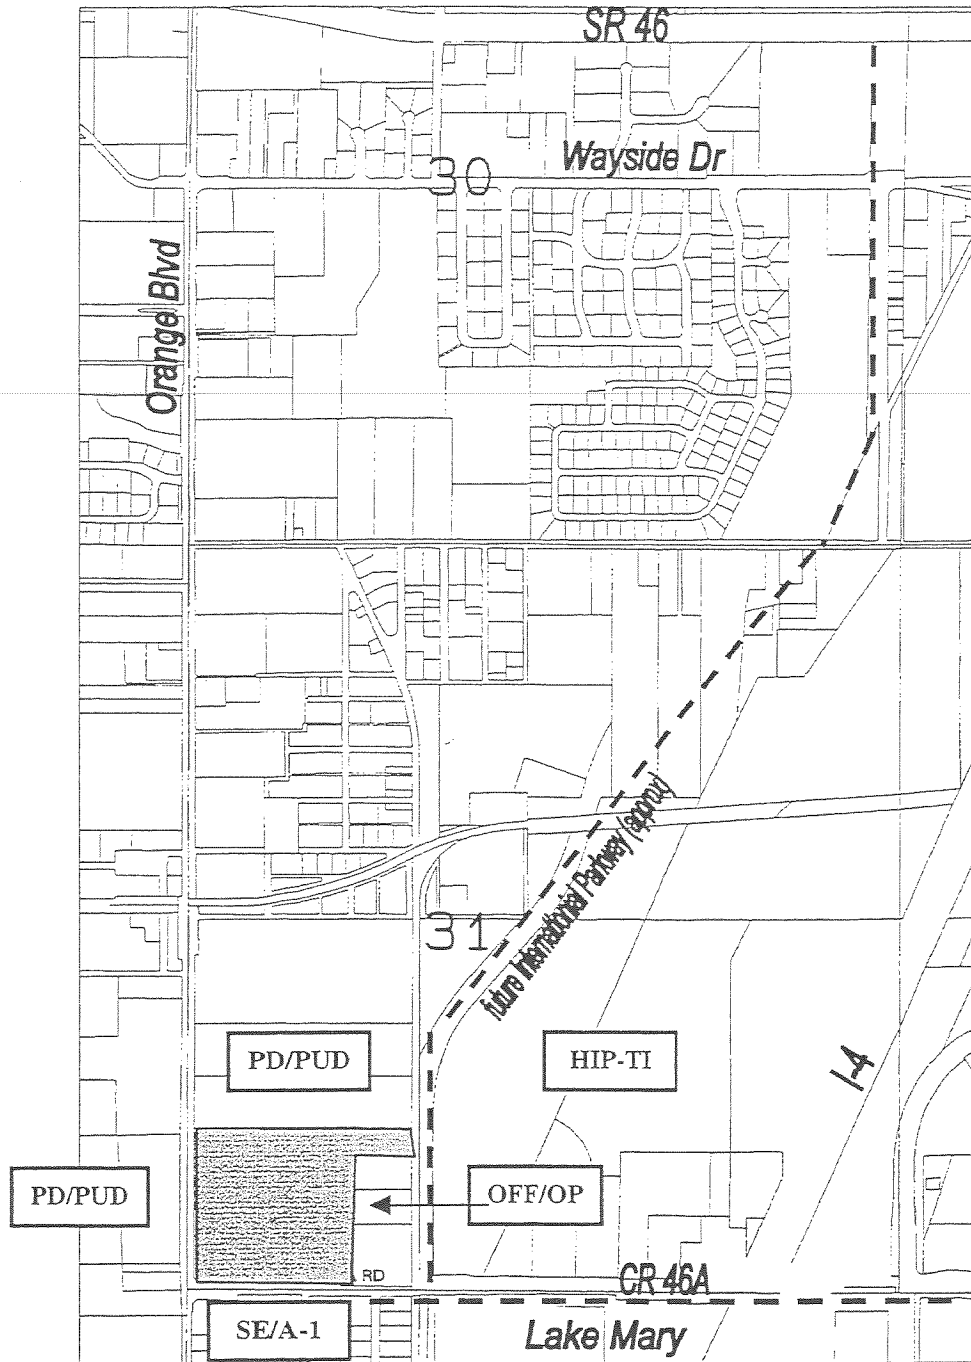 SR 46
Wayside Dr
30
Orange Blvd
future International Parkway (approx)
31
PD/PUD
HIP-TI
I-4
PD/PUD
OFF/OP
RD
CR 46A
SE/A-1
Lake Mary